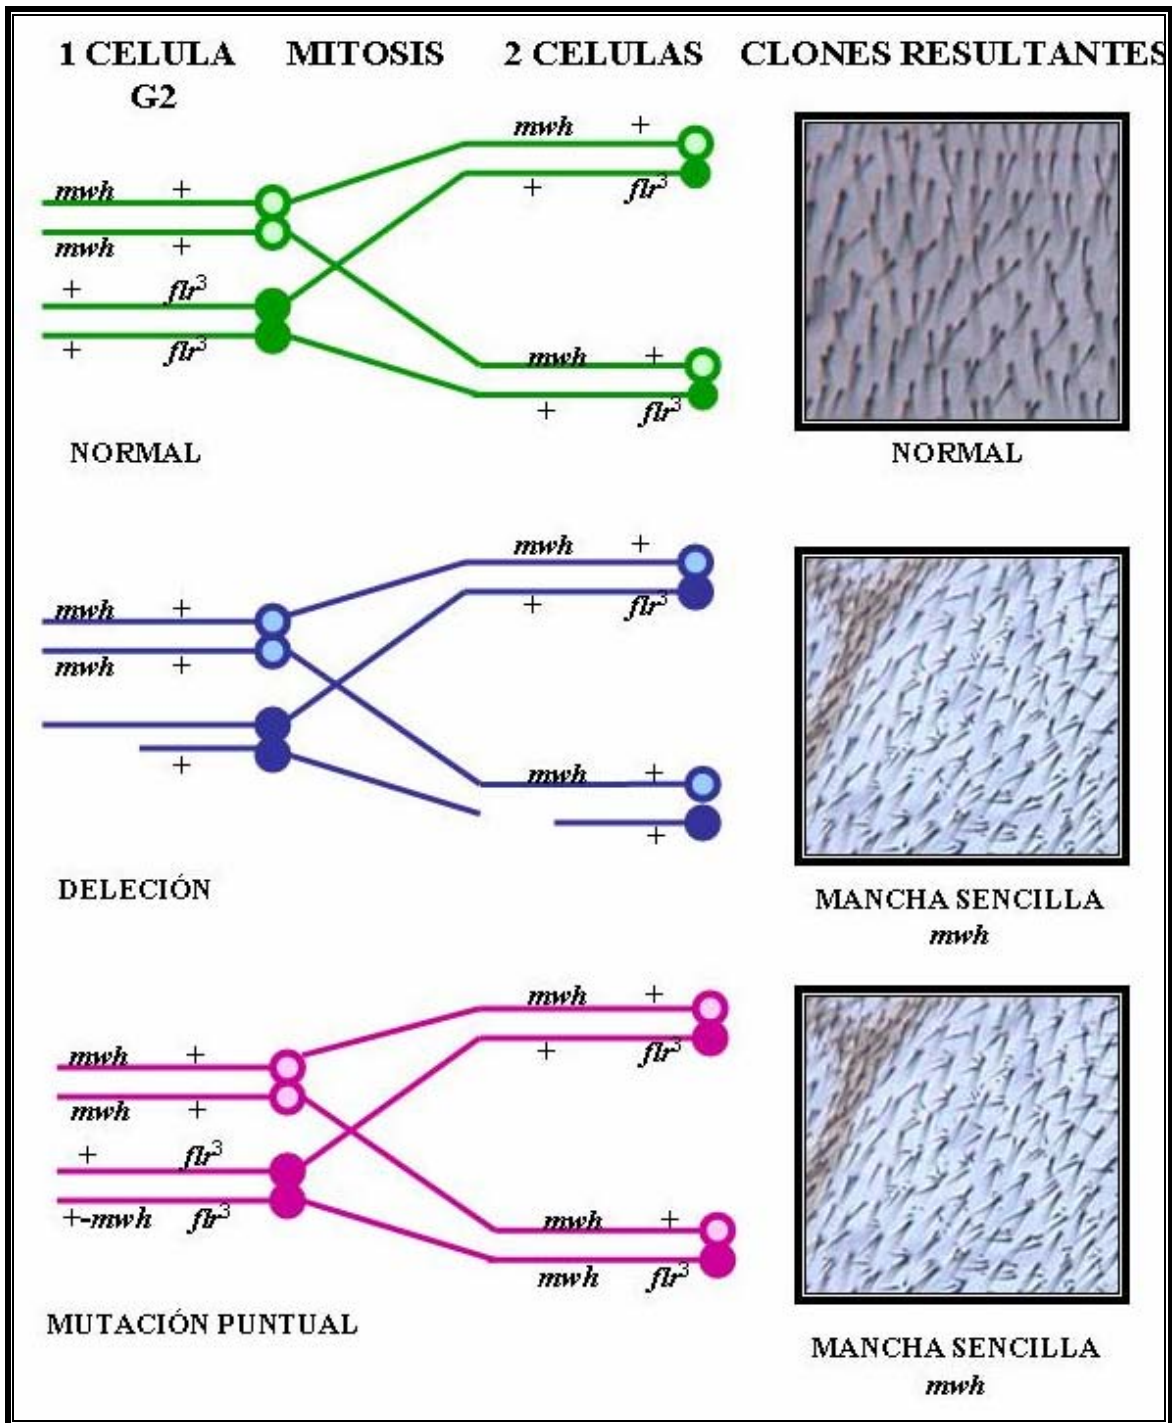 1 CELULA G2 MITOSIS 2 CELULAS CLONES RESULTANTES
mwh +
mwh +
+ flr³
+ flr³
mwh +
+ flr³
mwh +
+ flr³
NORMAL
NORMAL
mwh +
mwh +
+
mwh +
+ flr³
mwh +
+
DELECIÓN
MANCHA SENCILLA
mwh
mwh +
mwh +
+ flr³
+-mwh flr³
mwh +
+ flr³
mwh +
mwh flr³
MUTACIÓN PUNTUAL
MANCHA SENCILLA
mwh